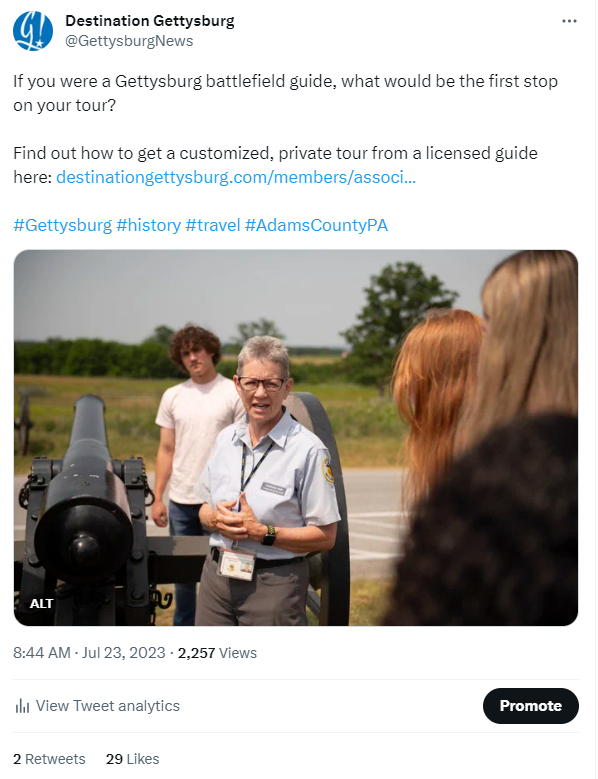 Destination Gettysburg
@GettysburgNews
If you were a Gettysburg battlefield guide, what would be the first stop
on your tour?
Find out how to get a customized, private tour from a licensed guide
here: destinationgettysburg.com/members/associ...
#Gettysburg #history #travel #AdamsCountyPA
ALT
8:44 AM · Jul 23, 2023 · 2,257 Views
View Tweet analytics
Promote
2 Retweets 29 Likes